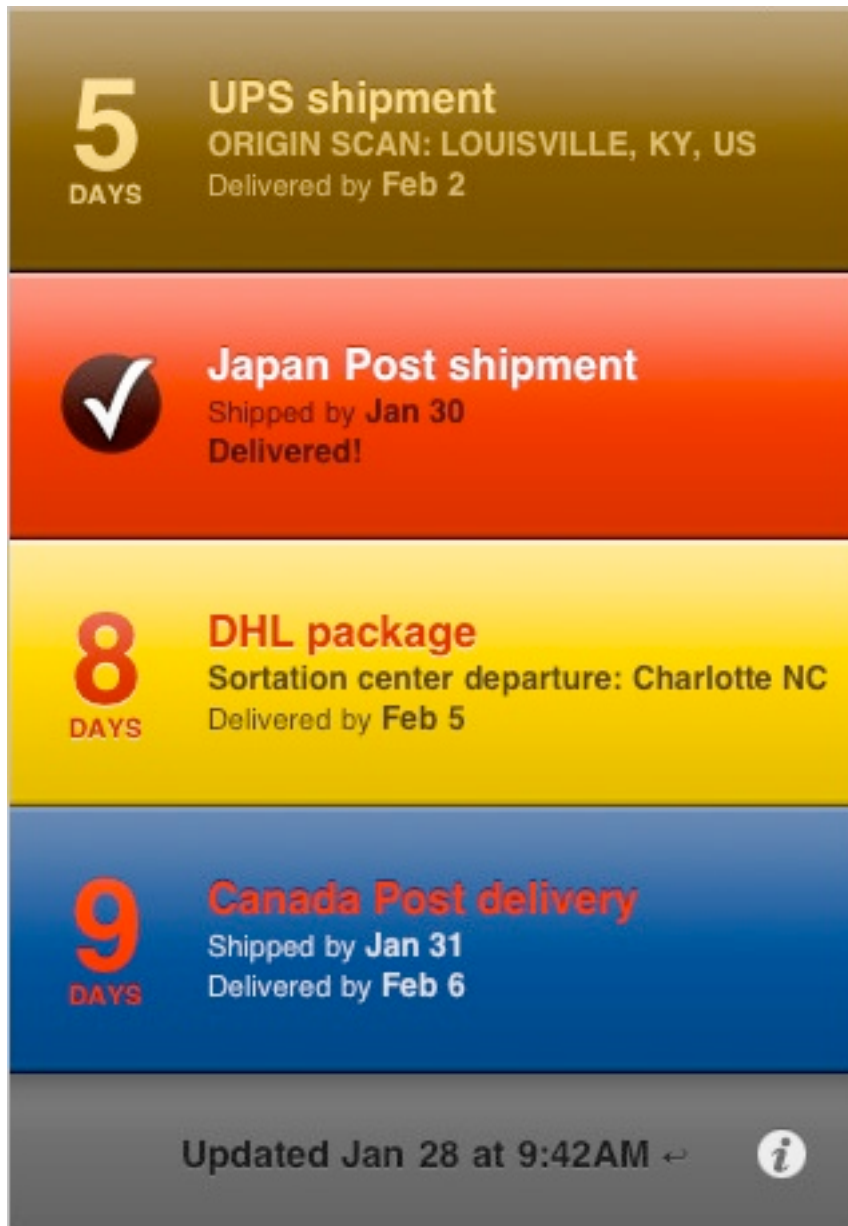 5
DAYS
UPS shipment
ORIGIN SCAN: LOUISVILLE, KY, US
Delivered by Feb 2
Japan Post shipment
Shipped by Jan 30
Delivered!
8
DAYS
DHL package
Sortation center departure: Charlotte NC
Delivered by Feb 5
9
DAYS
Canada Post delivery
Shipped by Jan 31
Delivered by Feb 6
Updated Jan 28 at 9:42AM ↩
i